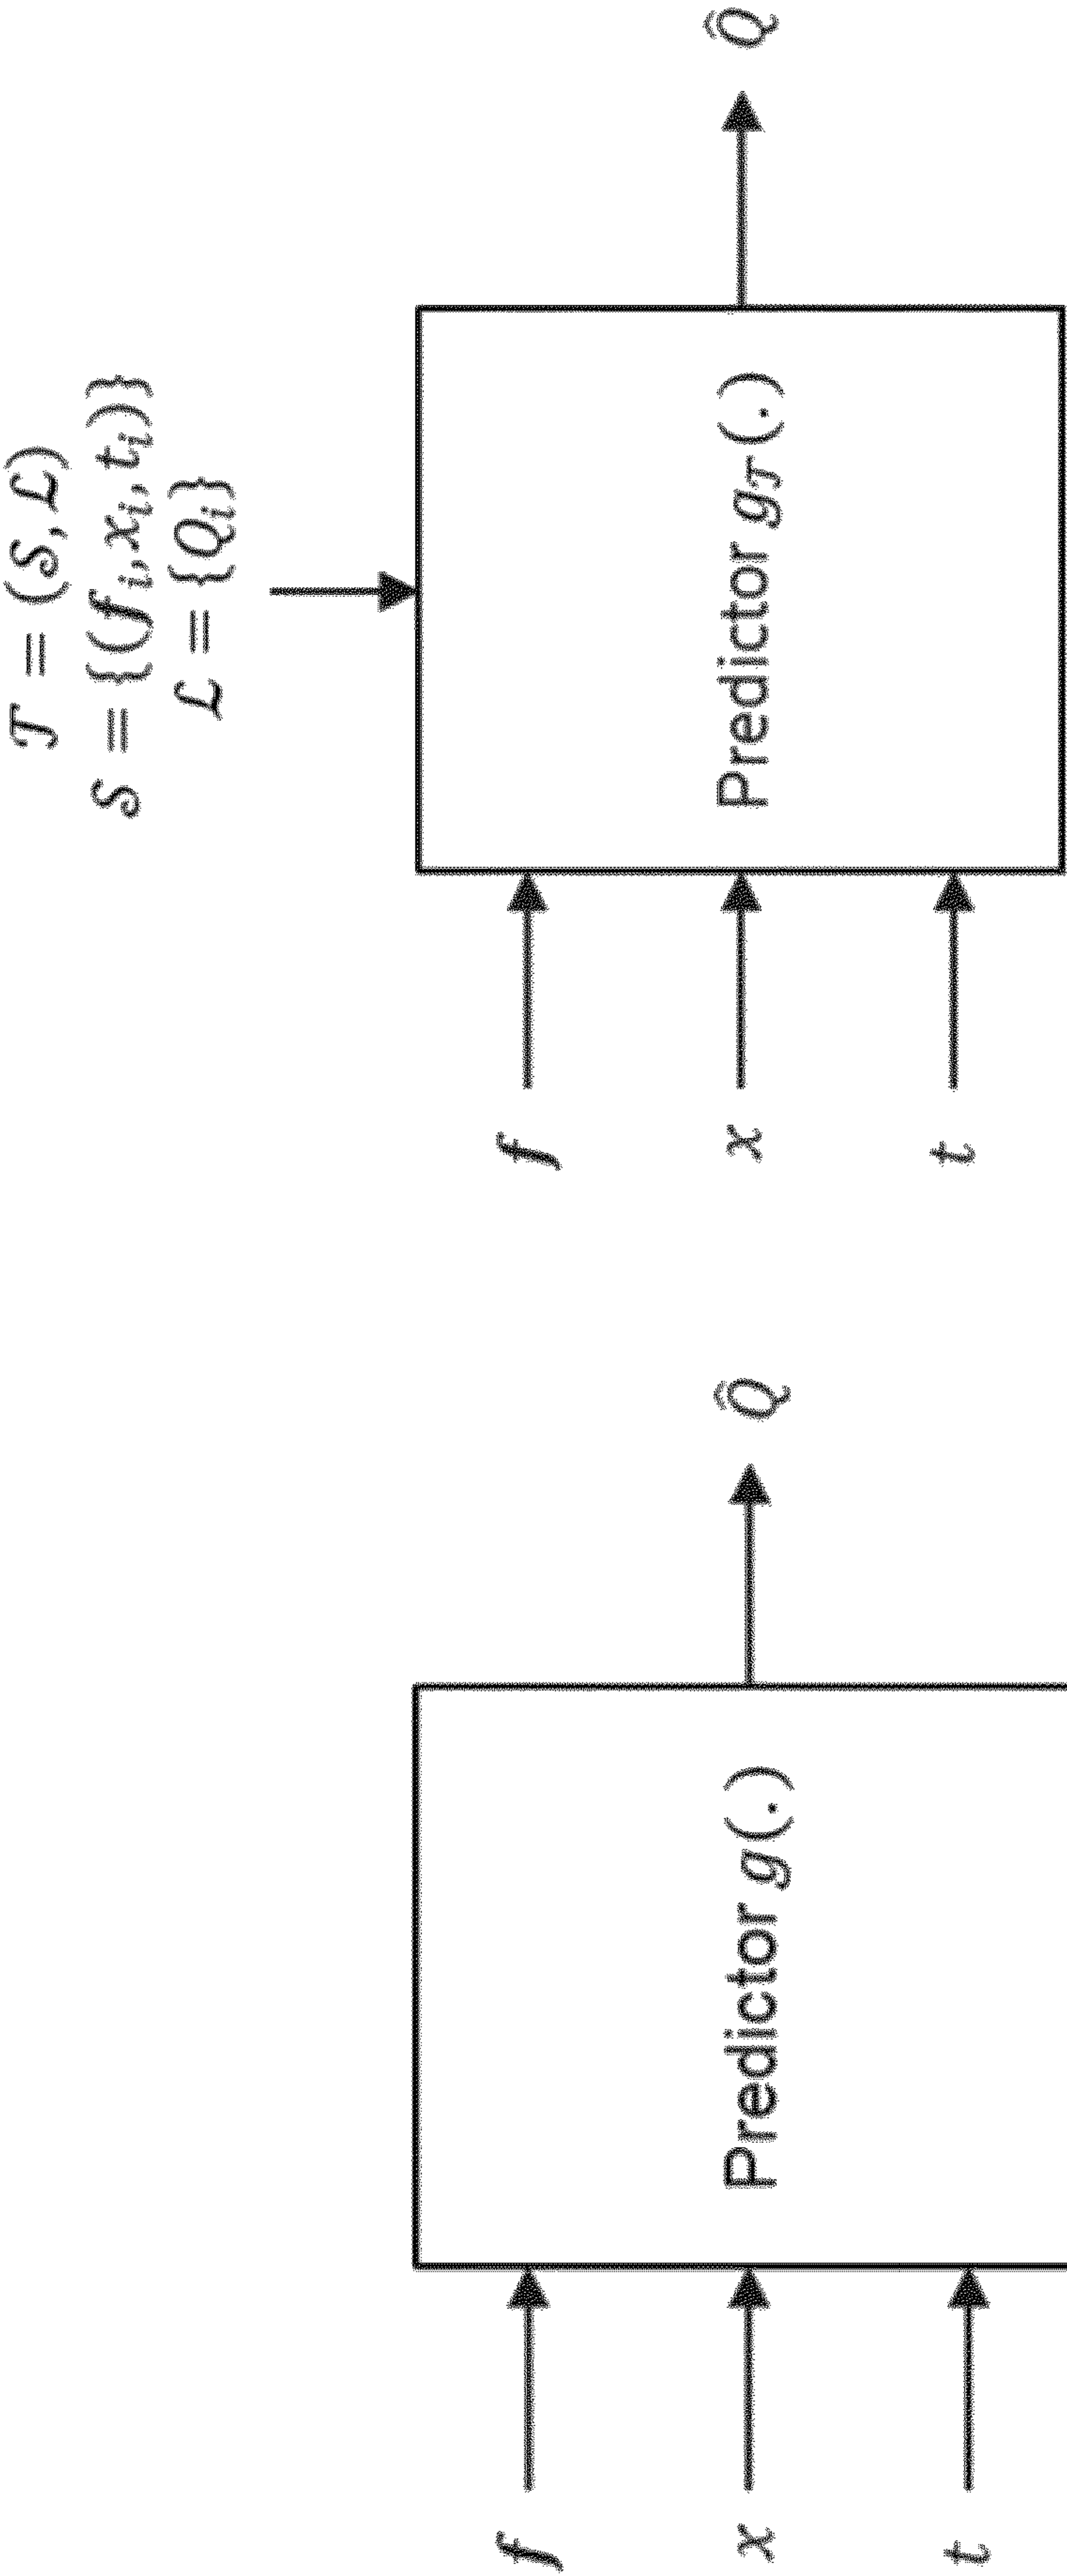 f
x
t
Predictor g(.)
Q̂
𝒯 = (𝒮, ℒ)
𝒮 = {(f_i, x_i, t_i)}
ℒ = {Q_i}
f
x
t
Predictor g_𝒯(.)
Q̂